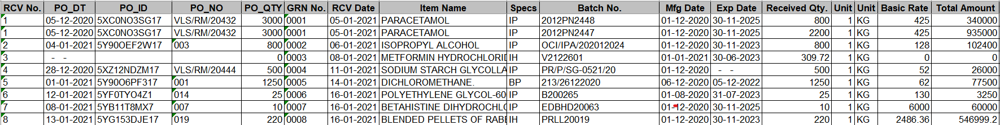 RCV No. PO_DT PO_ID PO_NO PO_QTY GRN No. RCV Date Item Name Specs Batch No. Mfg Date Exp Date Received Qty. Unit Unit Basic Rate Total Amount
1 05-12-2020 5XC0NO3SG17 VLS/RM/20432 3000 0001 05-01-2021 PARACETAMOL IP 2012PN2448 01-12-2020 30-11-2025 800 1 KG 425 340000
1 05-12-2020 5XC0NO3SG17 VLS/RM/20432 3000 0001 05-01-2021 PARACETAMOL IP 2012PN2447 01-12-2020 30-11-2025 2200 1 KG 425 935000
2 04-01-2021 5Y90OEF2W17 003 800 0002 06-01-2021 ISOPROPYL ALCOHOL IP OCI/IPA/202012024 01-12-2020 30-11-2023 800 1 KG 128 102400
3 - - 0 0003 08-01-2021 METFORMIN HYDROCHLORID IH V2122601 01-01-2021 30-06-2023 309.72 1 KG 0 0
4 28-12-2020 5XZ12NDZM17 VLS/RM/20444 500 0004 11-01-2021 SODIUM STARCH GLYCOLLA IP PR/P/SG-0521/20 01-12-2020 - - 500 1 KG 52 26000
5 01-01-2021 5Y90O6PF317 001 1250 0005 14-01-2021 DICHLOROMETHANE. BP 213/26122020 06-12-2020 05-12-2022 1250 1 KG 62 77500
6 12-01-2021 5YF0TYO4Z1 014 25 0006 16-01-2021 POLYETHYLENE GLYCOL-60 IP B200265 01-08-2020 31-07-2023 25 1 KG 130 3250
7 08-01-2021 5YB11T8MX7 007 10 0007 16-01-2021 BETAHISTINE DIHYDROCHLO IP EDBHD20063 01-12-2020 30-11-2025 10 1 KG 6000 60000
8 13-01-2021 5YG153DJE17 019 220 0008 16-01-2021 BLENDED PELLETS OF RABE IH PRLL20019 01-12-2020 30-11-2023 220 1 KG 2486.36 546999.2